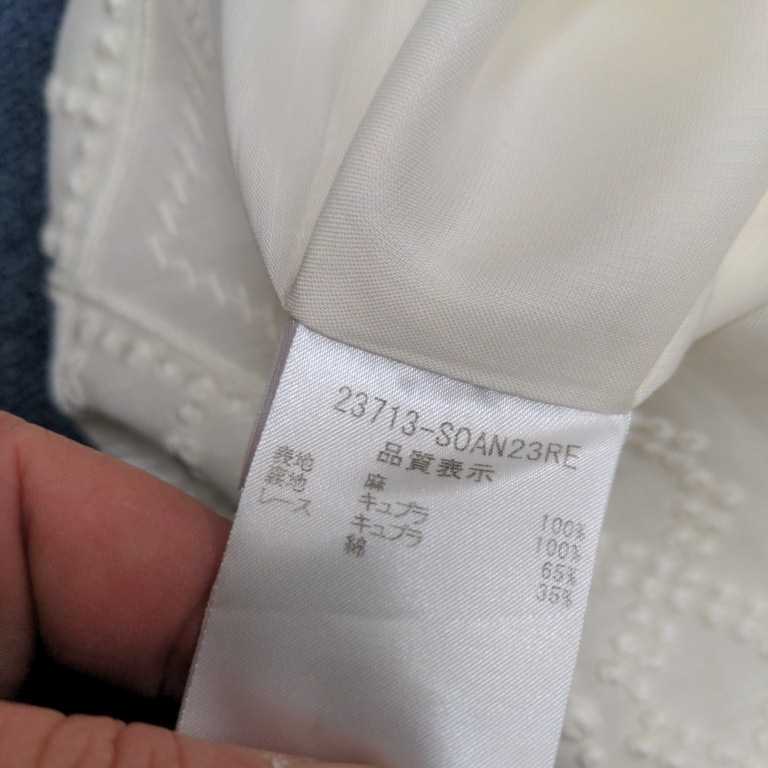 23713-SOAN23RE
品質表示
表地 麻 100%
裏地 キュプラ 100%
レース キュプラ 65%
綿 35%